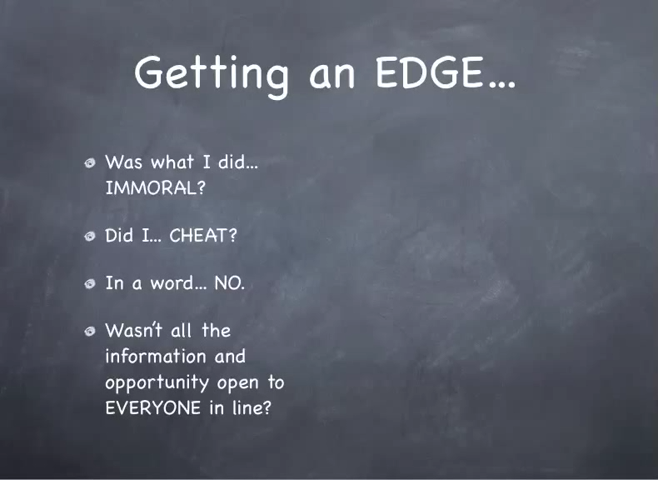 Getting an EDGE...
Was what I did...
IMMORAL?
Did I... CHEAT?
In a word... NO.
Wasn't all the
information and
opportunity open to
EVERYONE in line?